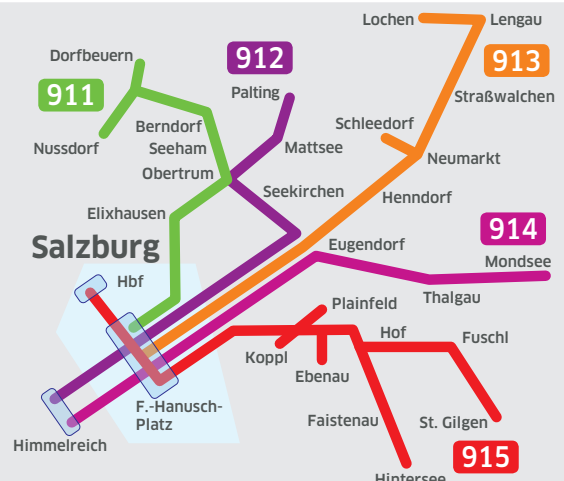 Lochen
Lengau
Dorfbeuern
912
913
911
Palting
Straßwalchen
Berndorf
Schleedorf
Nussdorf
Seeham
Mattsee
Neumarkt
Obertrum
Seekirchen
Henndorf
Elixhausen
914
Salzburg
Eugendorf
Mondsee
Hbf
Thalgau
Plainfeld
Hof
Fuschl
Koppl
Ebenau
F.-Hanusch-
Platz
Faistenau
St. Gilgen
Himmelreich
915
Hintersee